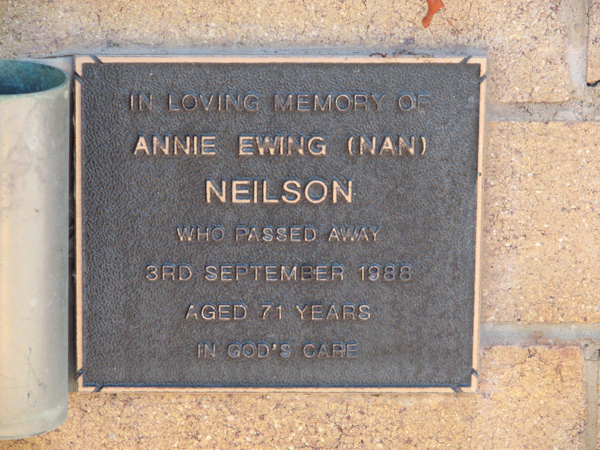 IN LOVING MEMORY OF
ANNIE EWING (NAN)
NEILSON
WHO PASSED AWAY
3RD SEPTEMBER 1988
AGED 71 YEARS
IN GOD'S CARE